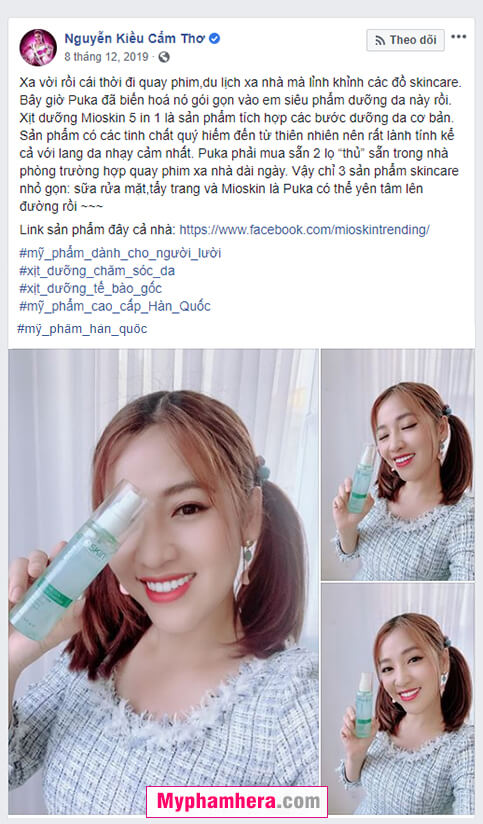 Nguyễn Kiều Cẩm Thơ
8 tháng 12, 2019 ·
Theo dõi
Xa vời rồi cái thời đi quay phim,du lịch xa nhà mà lỉnh khỉnh các đồ skincare.
Bây giờ Puka đã biến hoá nó gói gọn vào em siêu phẩm dưỡng da này rồi.
Xịt dưỡng Mioskin 5 in 1 là sản phẩm tích hợp các bước dưỡng da cơ bản.
Sản phẩm có các tinh chất quý hiếm đến từ thiên nhiên nên rất lành tính kể
cả với lang da nhạy cảm nhất. Puka phải mua sẵn 2 lọ “thủ” sẵn trong nhà
phòng trường hợp quay phim xa nhà dài ngày. Vậy chỉ 3 sản phẩm skincare
nhỏ gọn: sữa rửa mặt,tẩy trang và Mioskin là Puka có thể yên tâm lên
đường rồi ~~~
Link sản phẩm đây cả nhà: https://www.facebook.com/mioskintrending/
#mỹ_phẩm_dành_cho_người_lười
#xịt_dưỡng_chăm_sóc_da
#xịt_dưỡng_tế_bào_gốc
#mỹ_phẩm_cao_cấp_Hàn_Quốc
#mỹ_phẩm_hàn_quốc
Myphamhera.com